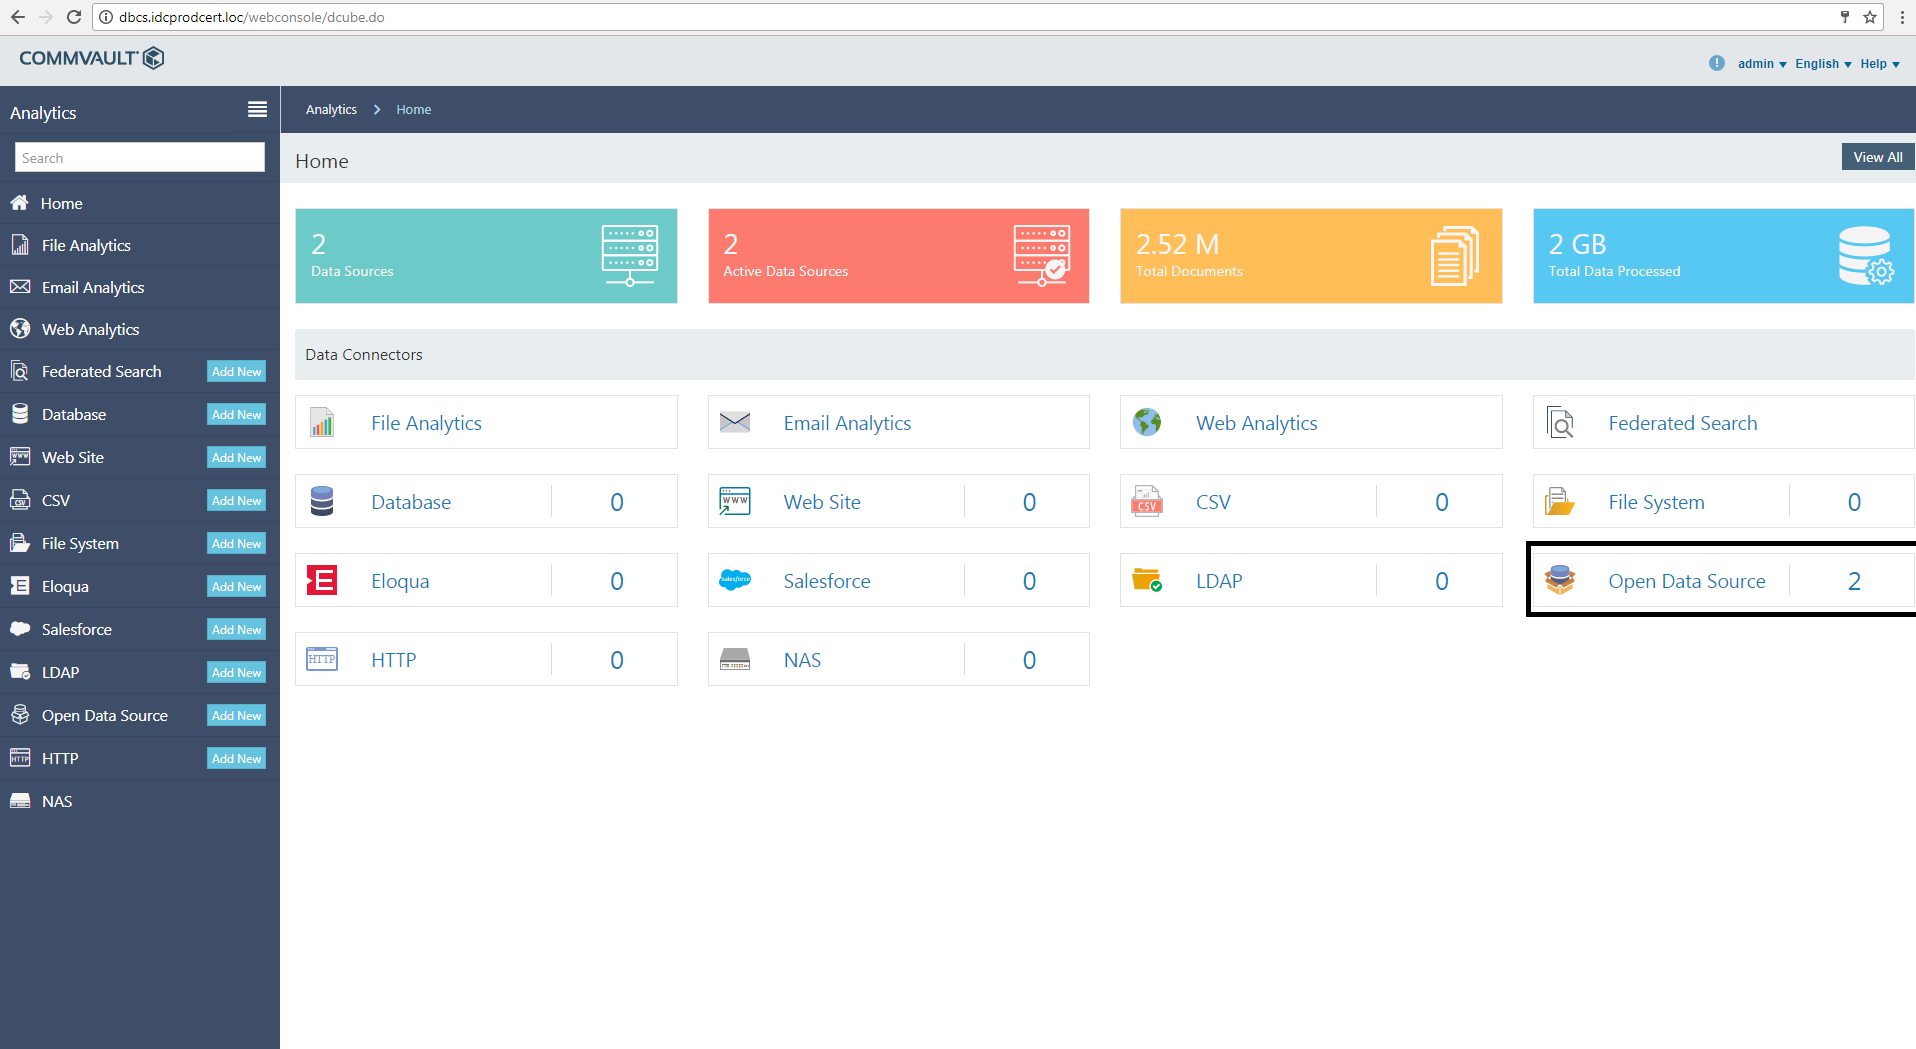 dbcs.idcprodcert.loc/webconsole/dcube.do
COMMVAULT
! admin English Help
Analytics
Search
Home
File Analytics
Email Analytics
Web Analytics
Federated Search Add New
Database Add New
Web Site Add New
CSV Add New
File System Add New
Eloqua Add New
Salesforce Add New
LDAP Add New
Open Data Source Add New
HTTP Add New
NAS
Analytics > Home
Home
View All
2
Data Sources
2
Active Data Sources
2.52 M
Total Documents
2 GB
Total Data Processed
Data Connectors
File Analytics
Email Analytics
Web Analytics
Federated Search
Database 0
WWW Web Site 0
CSV CSV 0
File System 0
E Eloqua 0
salesforce Salesforce 0
LDAP 0
Open Data Source 2
HTTP HTTP 0
NAS 0